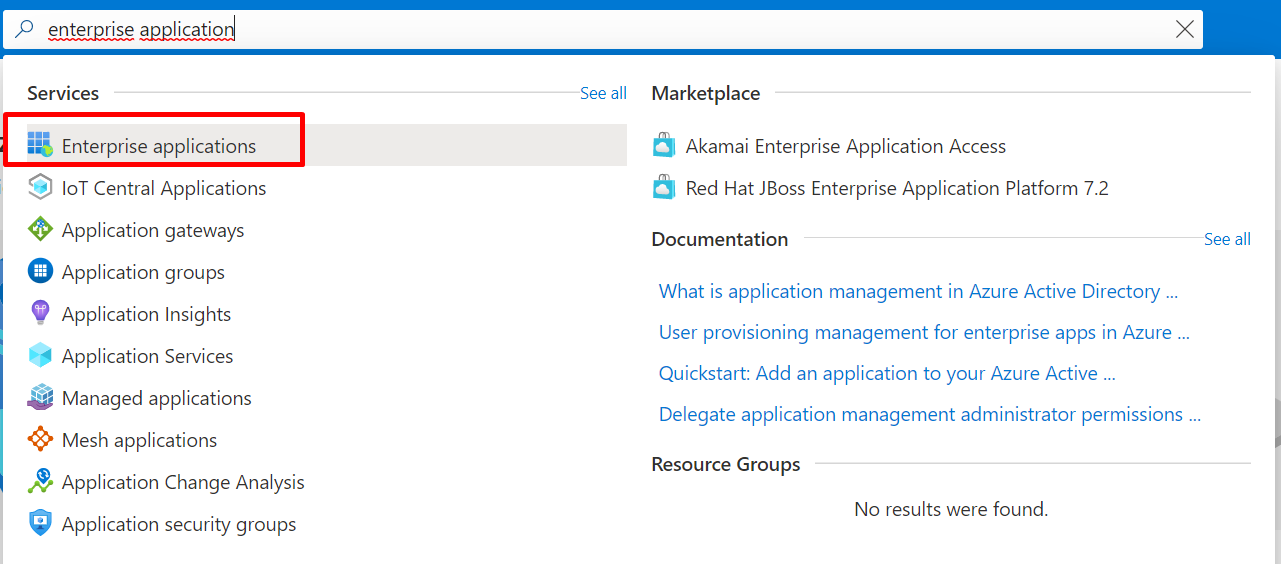 enterprise application
Services
See all
Enterprise applications
IoT Central Applications
Application gateways
Application groups
Application Insights
Application Services
Managed applications
Mesh applications
Application Change Analysis
Application security groups
Marketplace
Akamai Enterprise Application Access
Red Hat JBoss Enterprise Application Platform 7.2
Documentation
See all
What is application management in Azure Active Directory ...
User provisioning management for enterprise apps in Azure ...
Quickstart: Add an application to your Azure Active ...
Delegate application management administrator permissions ...
Resource Groups
No results were found.